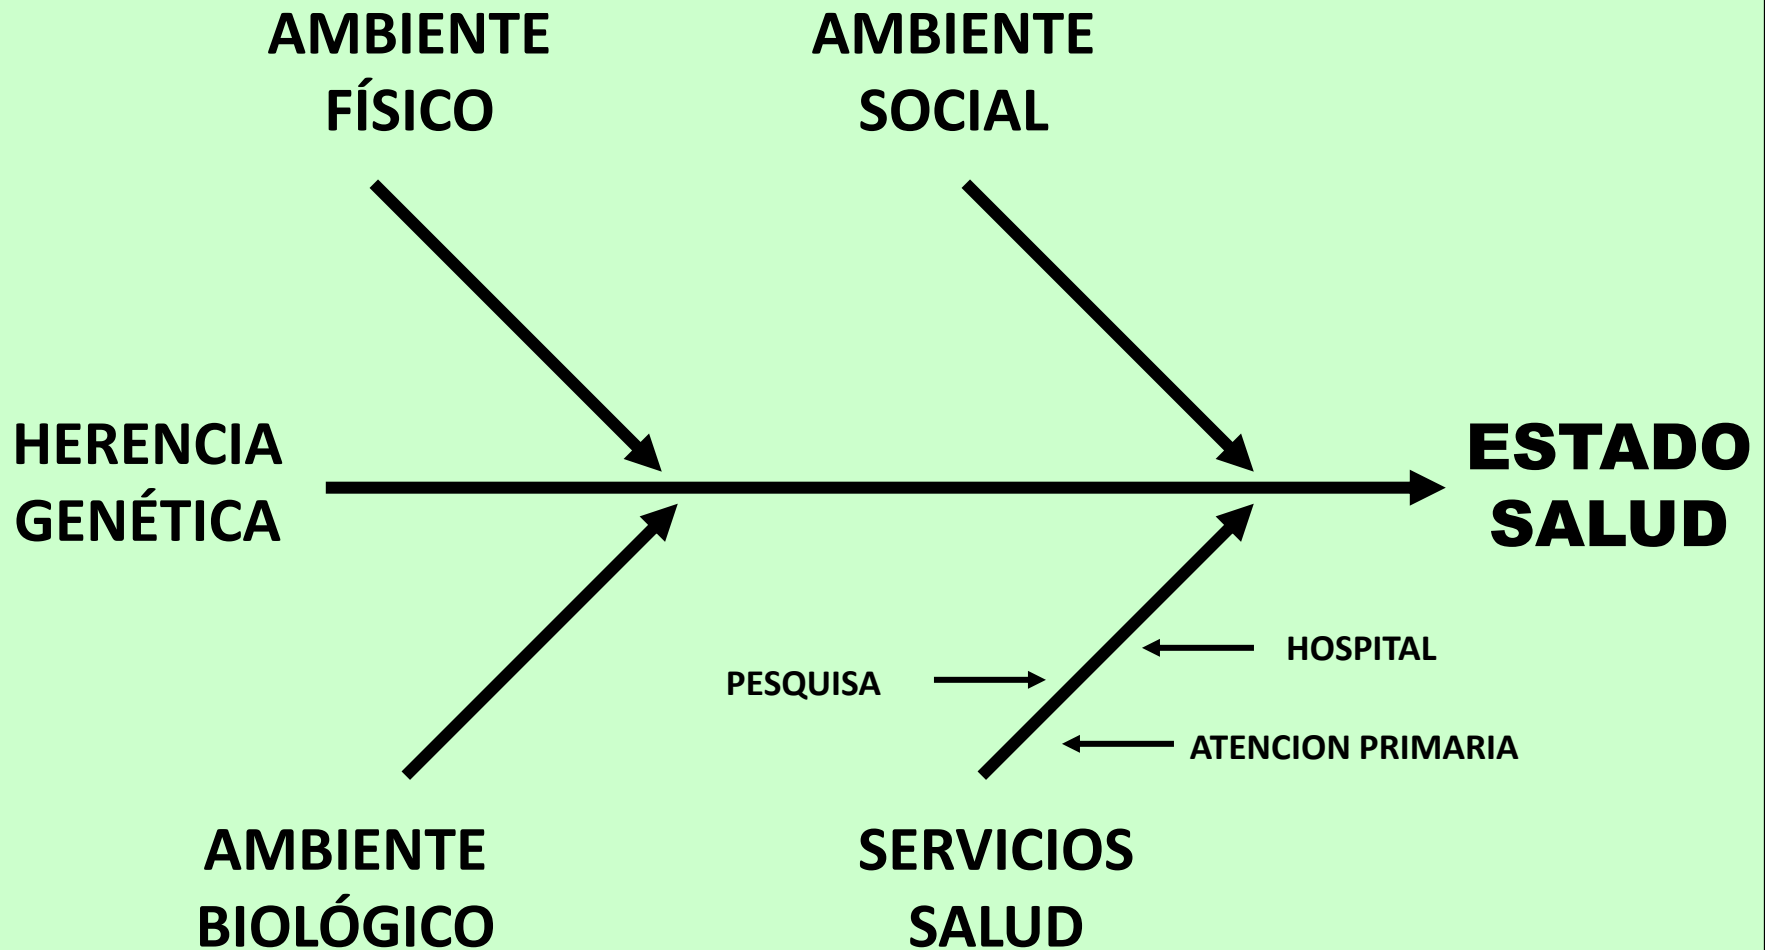 AMBIENTE
FÍSICO
AMBIENTE
SOCIAL
HERENCIA
GENÉTICA
ESTADO
SALUD
HOSPITAL
PESQUISA
ATENCION PRIMARIA
AMBIENTE
BIOLÓGICO
SERVICIOS
SALUD